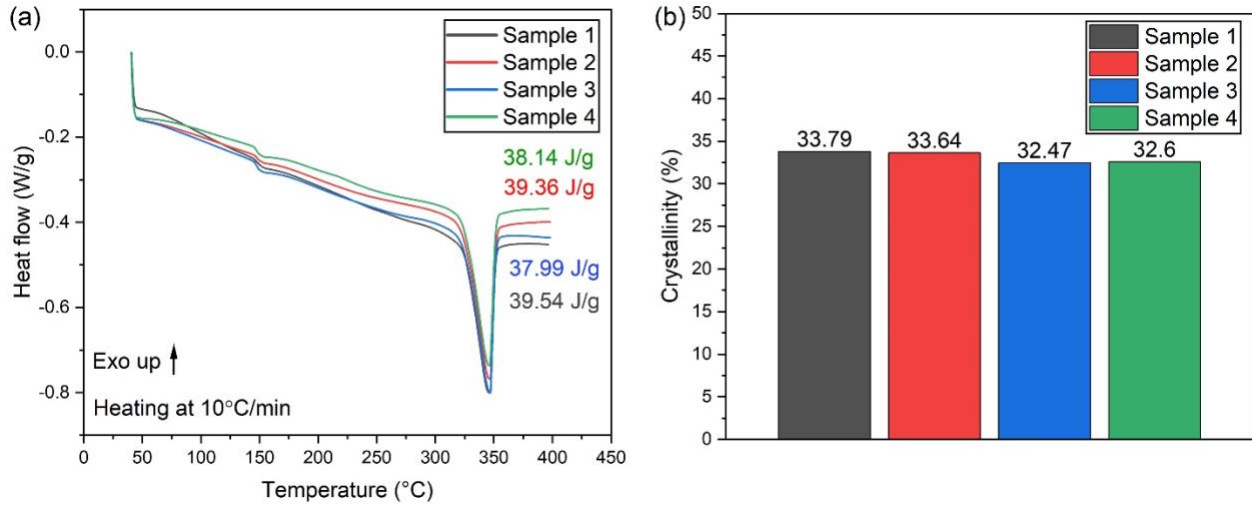 (a)
Sample 1
Sample 2
Sample 3
Sample 4
0.0
-0.2
-0.4
-0.6
-0.8
Heat flow (W/g)
38.14 J/g
39.36 J/g
37.99 J/g
39.54 J/g
Exo up
Heating at 10°C/min
0 50 100 150 200 250 300 350 400 450
Temperature (°C)
(b)
Sample 1
Sample 2
Sample 3
Sample 4
50
45
40
35
30
25
20
15
10
5
0
Crystallinity (%)
33.79 33.64 32.47 32.6